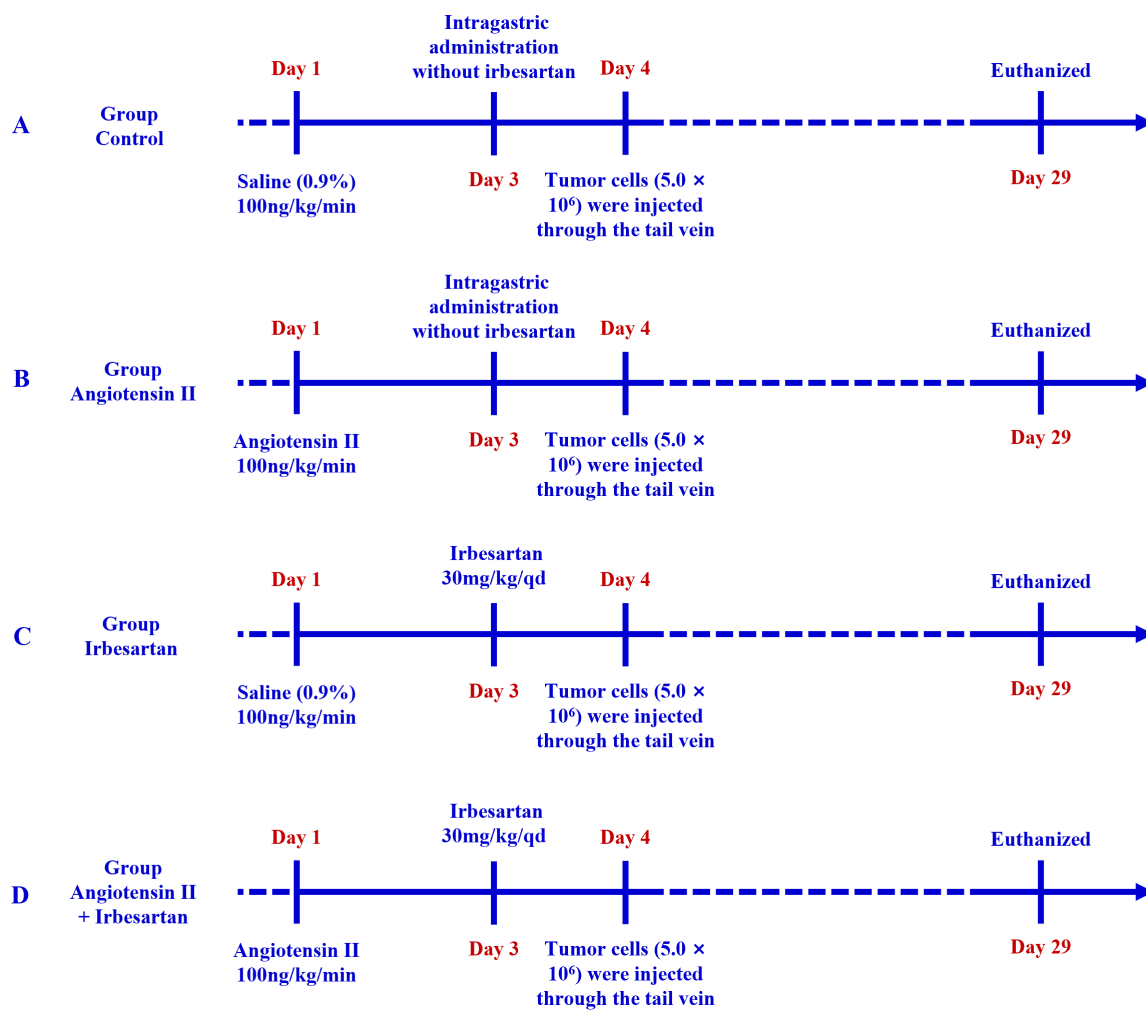 Intragastric
administration
without irbesartan
Day 1
Day 4
Euthanized
A
Group
Control
Saline (0.9%)
100ng/kg/min
Day 3
Tumor cells (5.0 ×
10⁶) were injected
through the tail vein
Day 29
Intragastric
administration
without irbesartan
Day 1
Day 4
Euthanized
B
Group
Angiotensin II
Angiotensin II
100ng/kg/min
Day 3
Tumor cells (5.0 ×
10⁶) were injected
through the tail vein
Day 29
Irbesartan
30mg/kg/qd
Day 1
Day 4
Euthanized
C
Group
Irbesartan
Saline (0.9%)
100ng/kg/min
Day 3
Tumor cells (5.0 ×
10⁶) were injected
through the tail vein
Day 29
Irbesartan
30mg/kg/qd
Day 1
Day 4
Euthanized
D
Group
Angiotensin II
+ Irbesartan
Angiotensin II
100ng/kg/min
Day 3
Tumor cells (5.0 ×
10⁶) were injected
through the tail vein
Day 29